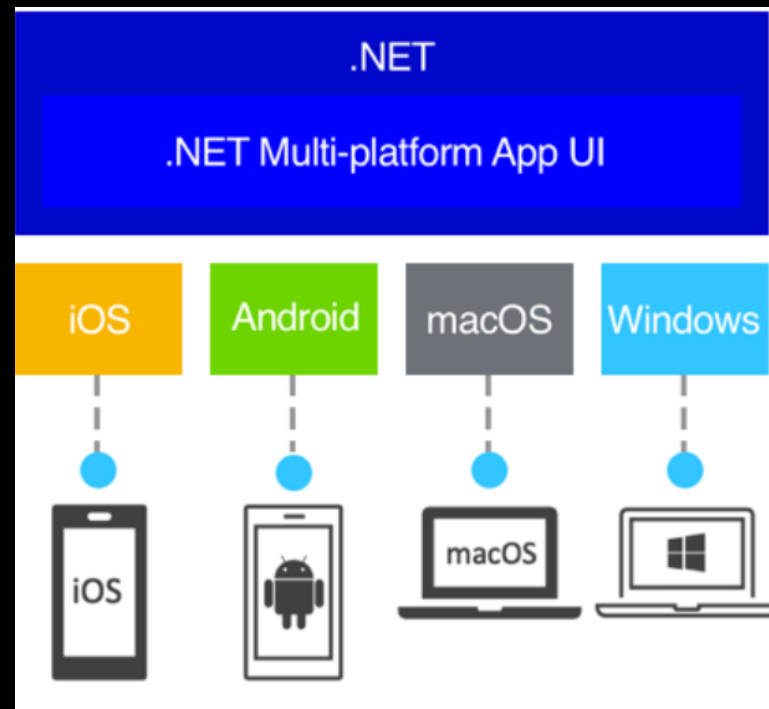 .NET
.NET Multi-platform App UI
iOS
Android
macOS
Windows
iOS
macOS